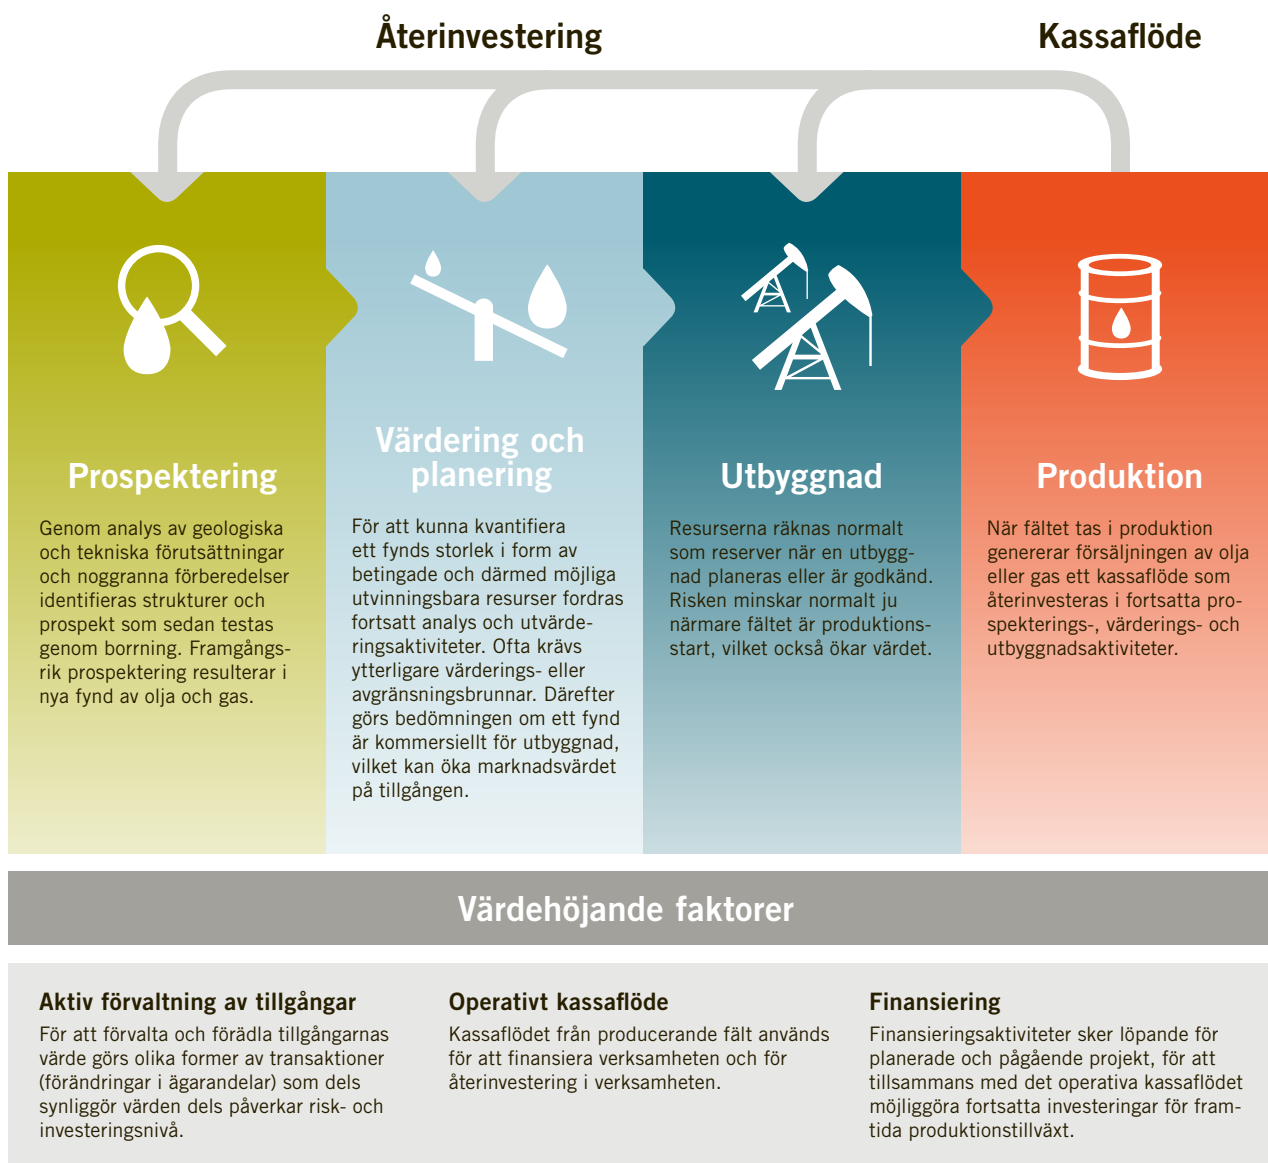 Återinvestering
Kassaflöde
Prospektering
Genom analys av geologiska
och tekniska förutsättningar
och noggranna förberedelser
identifieras strukturer och
prospekt som sedan testas
genom borrning. Framgångs-
rik prospektering resulterar i
nya fynd av olja och gas.
Värdering och
planering
För att kunna kvantifiera
ett fynds storlek i form av
betingade och därmed möjliga
utvinningsbara resurser fordras
fortsatt analys och utvärde-
ringsaktiviteter. Ofta krävs
ytterligare värderings- eller
avgränsningsbrunnar. Därefter
görs bedömningen om ett fynd
är kommersiellt för utbyggnad,
vilket kan öka marknadsvärdet
på tillgången.
Utbyggnad
Resurserna räknas normalt
som reserver när en utbygg-
nad planeras eller är godkänd.
Risken minskar normalt ju
närmare fältet är produktions-
start, vilket också ökar värdet.
Produktion
När fältet tas i produktion
genererar försäljningen av olja
eller gas ett kassaflöde som
återinvesteras i fortsatta pro-
spekterings-, värderings- och
utbyggnadsaktiviteter.
Värdehöjande faktorer
Aktiv förvaltning av tillgångar
För att förvalta och förädla tillgångarnas
värde görs olika former av transaktioner
(förändringar i ägarandelar) som dels
synliggör värden dels påverkar risk- och
investeringsnivå.
Operativt kassaflöde
Kassaflödet från producerande fält används
för att finansiera verksamheten och för
återinvestering i verksamheten.
Finansiering
Finansieringsaktiviteter sker löpande för
planerade och pågående projekt, för att
tillsammans med det operativa kassaflödet
möjliggöra fortsatta investeringar för fram-
tida produktionstillväxt.